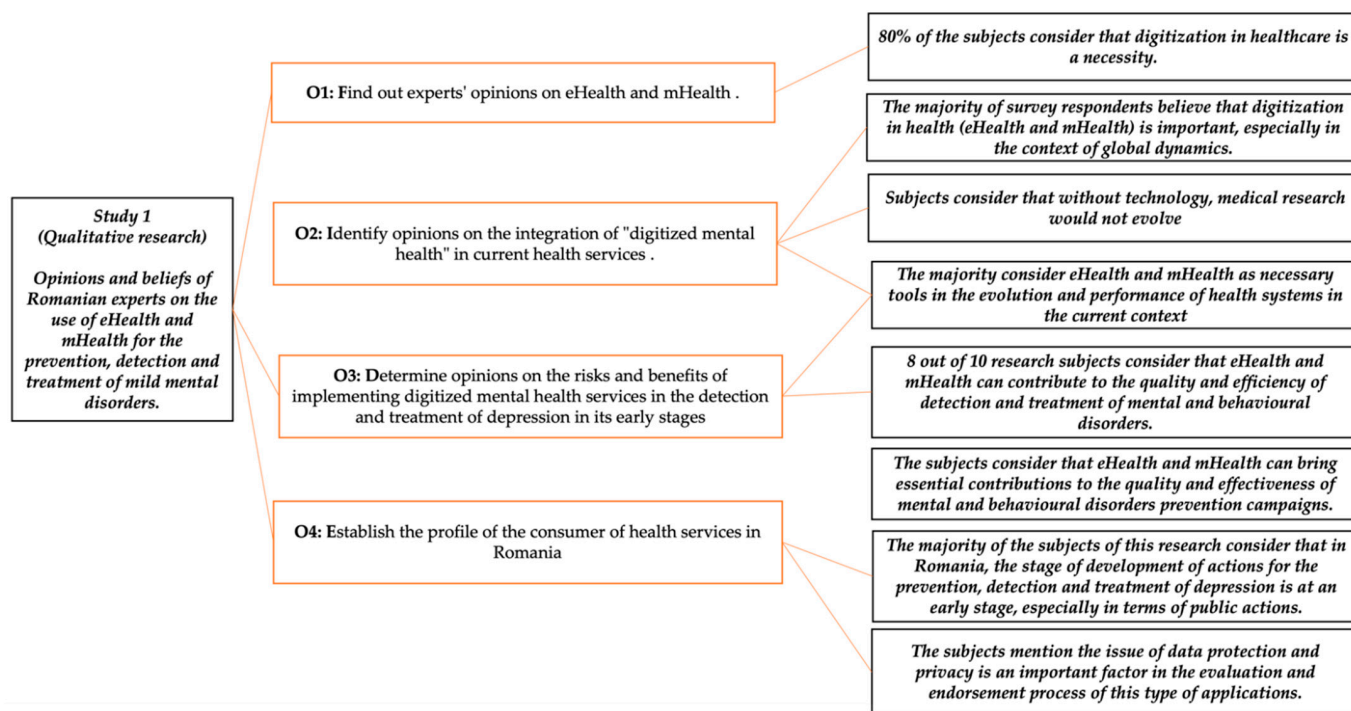 Study 1
(Qualitative research)
Opinions and beliefs of
Romanian experts on the
use of eHealth and
mHealth for the
prevention, detection and
treatment of mild mental
disorders.
O1: Find out experts' opinions on eHealth and mHealth .
O2: Identify opinions on the integration of "digitized mental
health" in current health services .
O3: Determine opinions on the risks and benefits of
implementing digitized mental health services in the detection
and treatment of depression in its early stages
O4: Establish the profile of the consumer of health services in
Romania
80% of the subjects consider that digitization in healthcare is
a necessity.
The majority of survey respondents believe that digitization
in health (eHealth and mHealth) is important, especially in
the context of global dynamics.
Subjects consider that without technology, medical research
would not evolve
The majority consider eHealth and mHealth as necessary
tools in the evolution and performance of health systems in
the current context
8 out of 10 research subjects consider that eHealth and
mHealth can contribute to the quality and efficiency of
detection and treatment of mental and behavioural
disorders.
The subjects consider that eHealth and mHealth can bring
essential contributions to the quality and effectiveness of
mental and behavioural disorders prevention campaigns.
The majority of the subjects of this research consider that in
Romania, the stage of development of actions for the
prevention, detection and treatment of depression is at an
early stage, especially in terms of public actions.
The subjects mention the issue of data protection and
privacy is an important factor in the evaluation and
endorsement process of this type of applications.